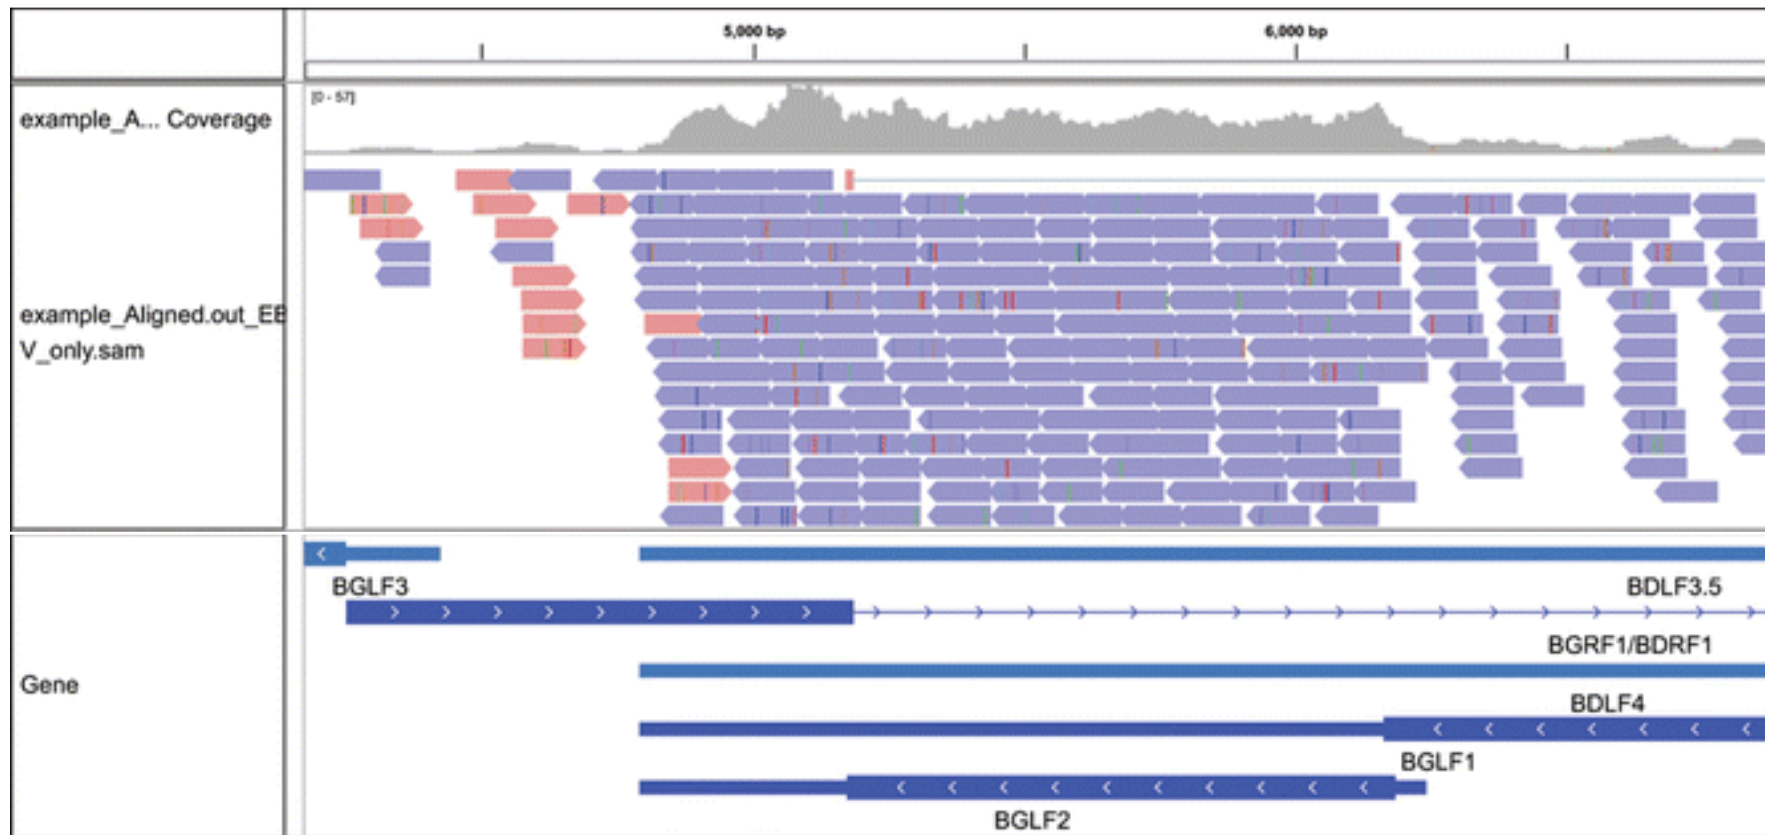 5,000 bp
6,000 bp
example_A... Coverage
[0 - 57]
example_Aligned.out_EB
V_only.sam
BGLF3
BDLF3.5
BGRF1/BDRF1
Gene
BDLF4
BGLF1
BGLF2